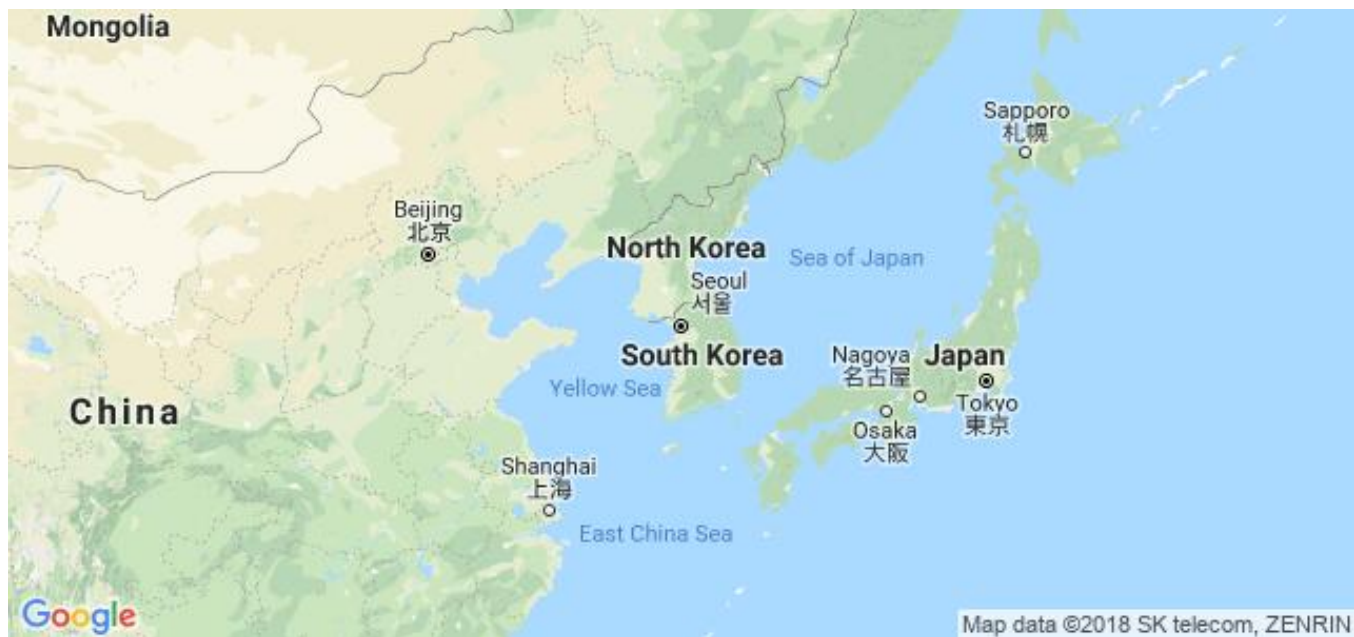 Mongolia
Sapporo
札幌
Beijing
北京
North Korea
Sea of Japan
Seoul
서울
South Korea
Nagoya
名古屋
Japan
Yellow Sea
China
Tokyo
東京
Osaka
大阪
Shanghai
上海
East China Sea
Google
Map data ©2018 SK telecom, ZENRIN